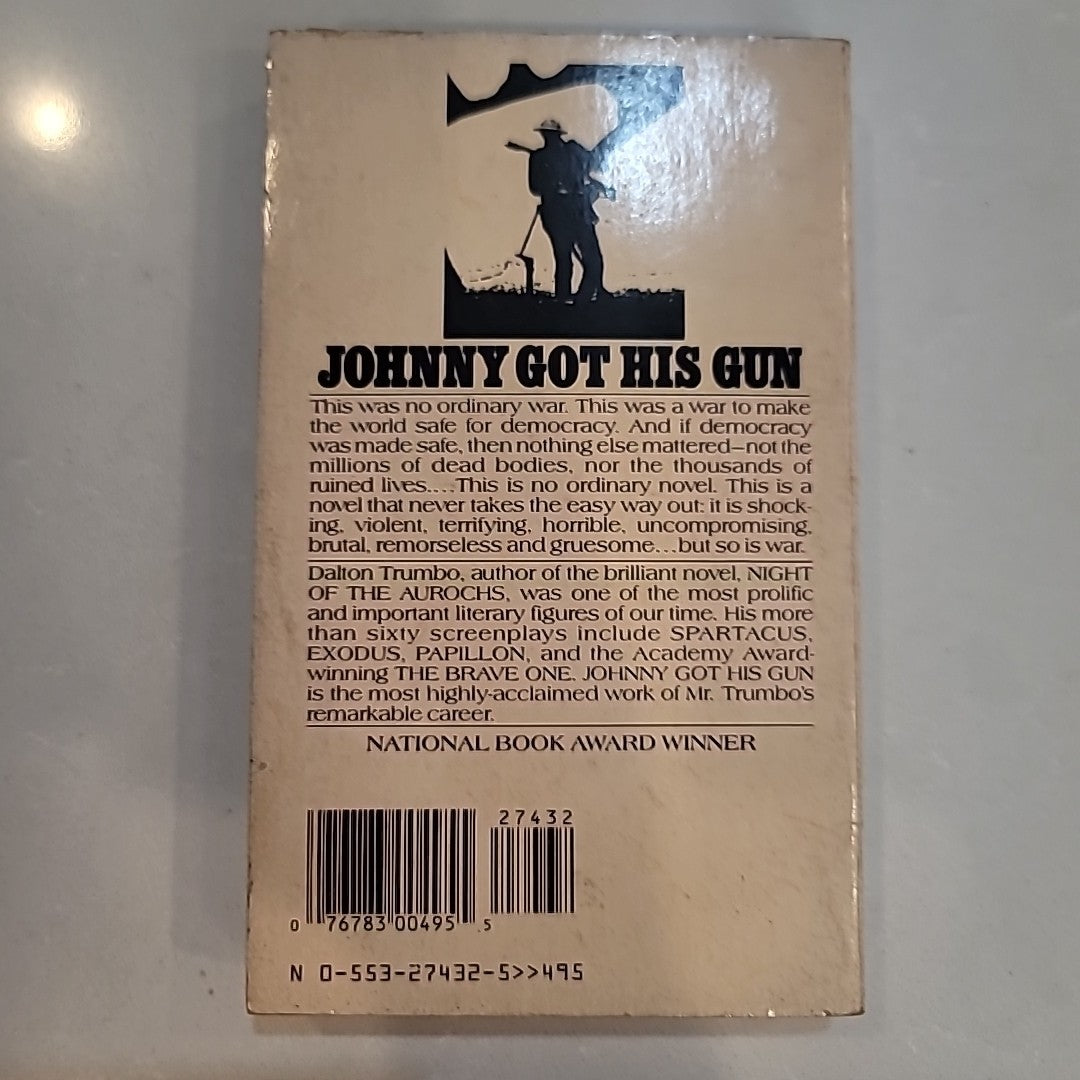 JOHNNY GOT HIS GUN
This was no ordinary war. This was a war to make
the world safe for democracy. And if democracy
was made safe, then nothing else mattered—not the
millions of dead bodies, nor the thousands of
ruined lives....This is no ordinary novel. This is a
novel that never takes the easy way out: it is shock-
ing, violent, terrifying, horrible, uncompromising,
brutal, remorseless and gruesome...but so is war.
Dalton Trumbo, author of the brilliant novel, NIGHT
OF THE AUROCHS, was one of the most prolific
and important literary figures of our time. His more
than sixty screenplays include SPARTACUS,
EXODUS, PAPILLON, and the Academy Award-
winning THE BRAVE ONE. JOHNNY GOT HIS GUN
is the most highly-acclaimed work of Mr. Trumbo's
remarkable career.
NATIONAL BOOK AWARD WINNER
27432
0 76783 00495 5
N 0-553-27432-5>>495